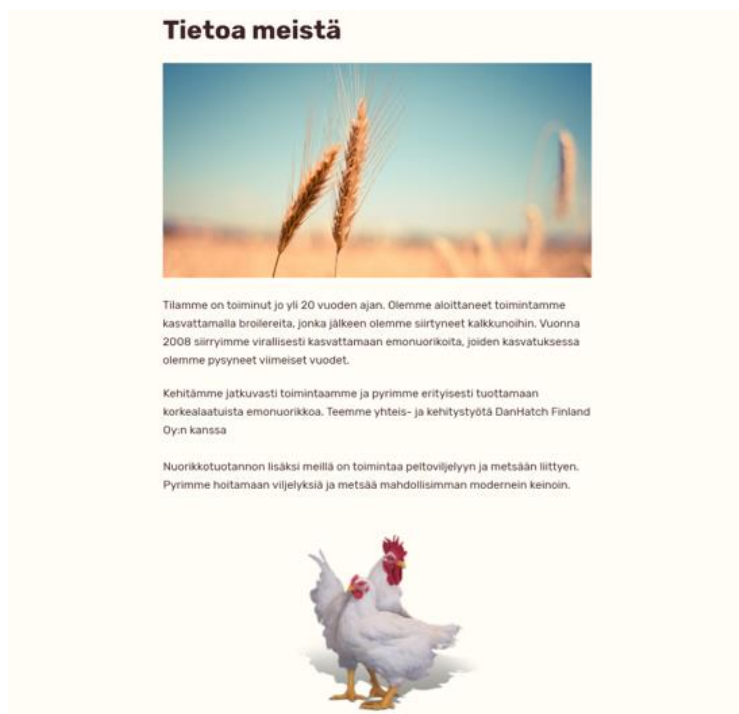 Tietoa meistä
Tilamme on toiminut jo yli 20 vuoden ajan. Olemme aloittaneet toimintamme
kasvattamalla broilereita, jonka jälkeen olemme siirtyneet kalkkunoihin. Vuonna
2008 siirryimme virallisesti kasvattamaan emonuorikoita, joiden kasvatuksessa
olemme pysyneet viimeiset vuodet.
Kehitämme jatkuvasti toimintaamme ja pyrimme erityisesti tuottamaan
korkealaatuista emonuorikkoa. Teemme yhteis- ja kehitystyötä DanHatch Finland
Oy:n kanssa
Nuorikkotuotannon lisäksi meillä on toimintaa peltoviljelyyn ja metsään liittyen.
Pyrimme hoitamaan viljelyksiä ja metsää mahdollisimman modernein keinoin.